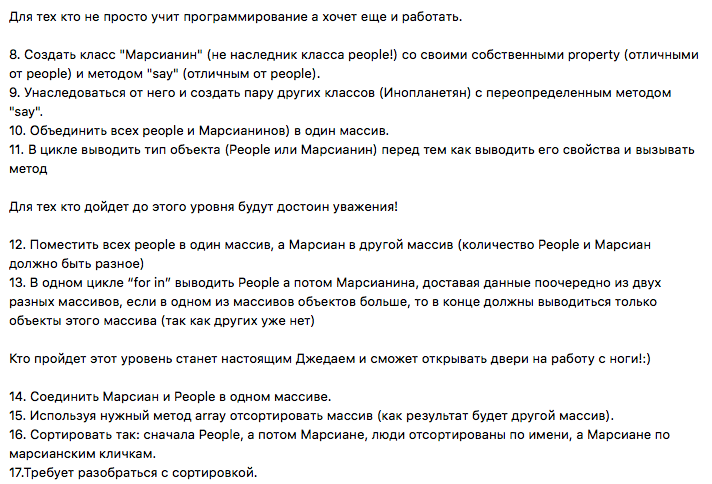 Для тех кто не просто учит программирование а хочет еще и работать.
8. Создать класс "Марсианин" (не наследник класса people!) со своими собственными property (отличными
от people) и методом "say" (отличным от people).
9. Унаследоваться от него и создать пару других классов (Инопланетян) с переопределенным методом
"say".
10. Объединить всех people и Марсианинов) в один массив.
11. В цикле выводить тип объекта (People или Марсианин) перед тем как выводить его свойства и вызывать
метод
Для тех кто дойдет до этого уровня будут достоин уважения!
12. Поместить всех people в один массив, а Марсиан в другой массив (количество People и Марсиан
должно быть разное)
13. В одном цикле “for in” выводить People а потом Марсианина, доставая данные поочередно из двух
разных массивов, если в одном из массивов объектов больше, то в конце должны выводиться только
объекты этого массива (так как других уже нет)
Кто пройдет этот уровень станет настоящим Джедаем и сможет открывать двери на работу с ноги!:)
14. Соединить Марсиан и People в одном массиве.
15. Используя нужный метод array отсортировать массив (как результат будет другой массив).
16. Сортировать так: сначала People, а потом Марсиане, люди отсортированы по имени, а Марсиане по
марсианским кличкам.
17.Требует разобраться с сортировкой.